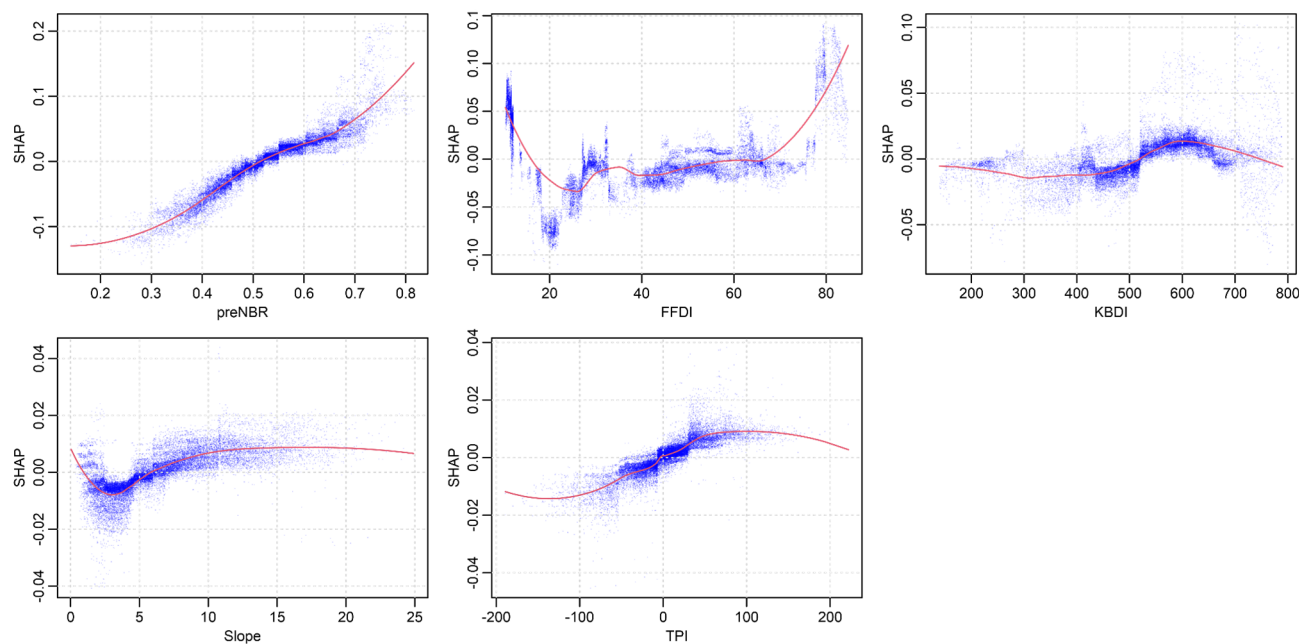 SHAP
-0.1 0.0 0.1 0.2
0.2 0.3 0.4 0.5 0.6 0.7 0.8
preNBR
SHAP
-0.10 -0.05 0.00 0.05 0.10 0.1
20 40 60 80
FFDI
SHAP
-0.05 0.00 0.05 0.10
200 300 400 500 600 700 800
KBDI
SHAP
-0.04 -0.02 0.00 0.02 0.04
0 5 10 15 20 25
Slope
SHAP
-0.04 -0.02 0.00 0.02 0.04
-200 -100 0 100 200
TPI